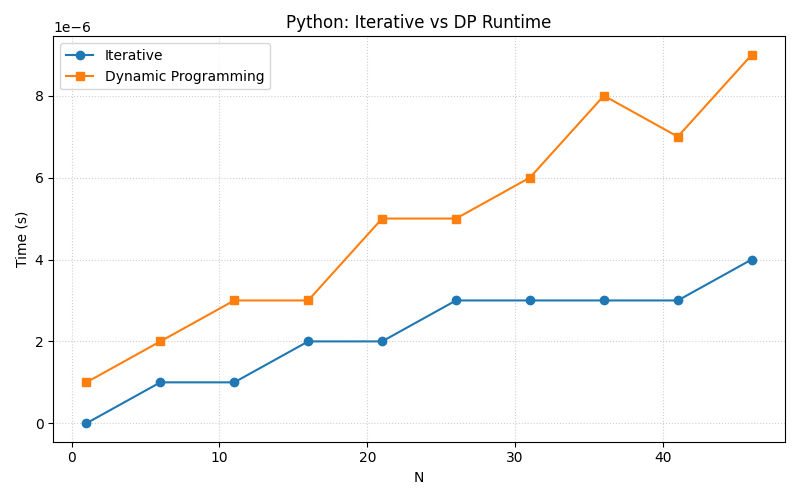 Python: Iterative vs DP Runtime
1e−6
Iterative
Dynamic Programming
8
6
4
2
0
Time (s)
0 10 20 30 40
N